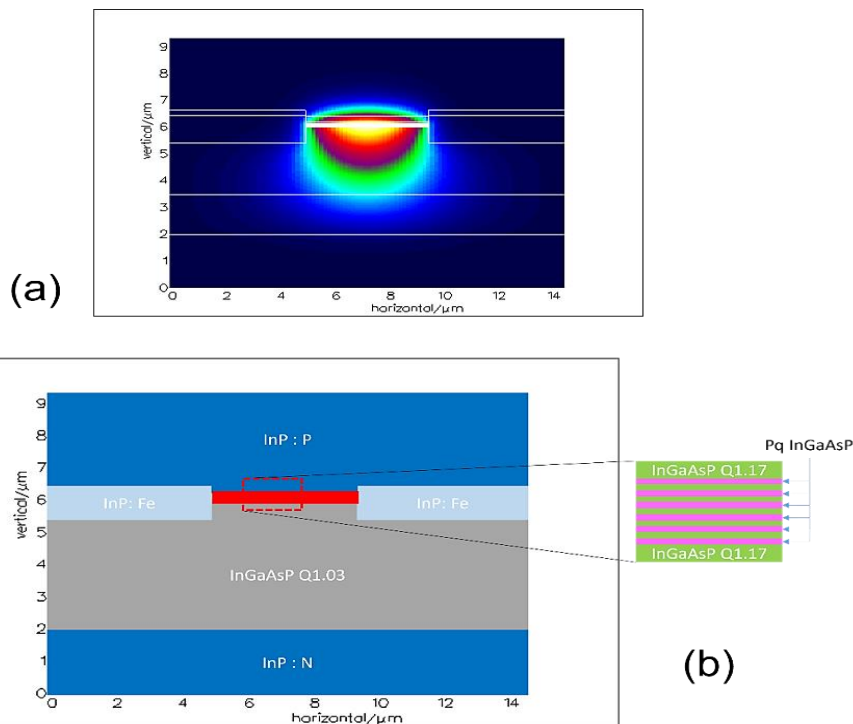 9
8
7
6
5
4
3
2
1
0
vertical/μm
0 2 4 6 8 10 12 14
horizontal/μm
(a)
9
8
7
6
5
4
3
2
1
0
vertical/μm
InP : P
InP: Fe
InP: Fe
InGaAsP Q1.03
InP : N
0 2 4 6 8 10 12 14
horizontal/μm
Pq InGaAsP
InGaAsP Q1.17
InGaAsP Q1.17
(b)